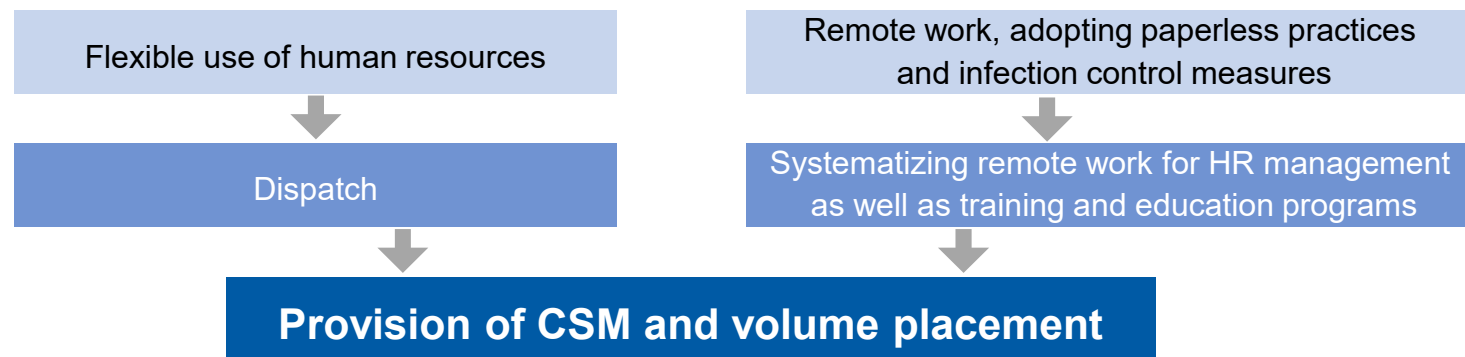 Flexible use of human resources
Remote work, adopting paperless practices
and infection control measures
Dispatch
Systematizing remote work for HR management
as well as training and education programs
Provision of CSM and volume placement